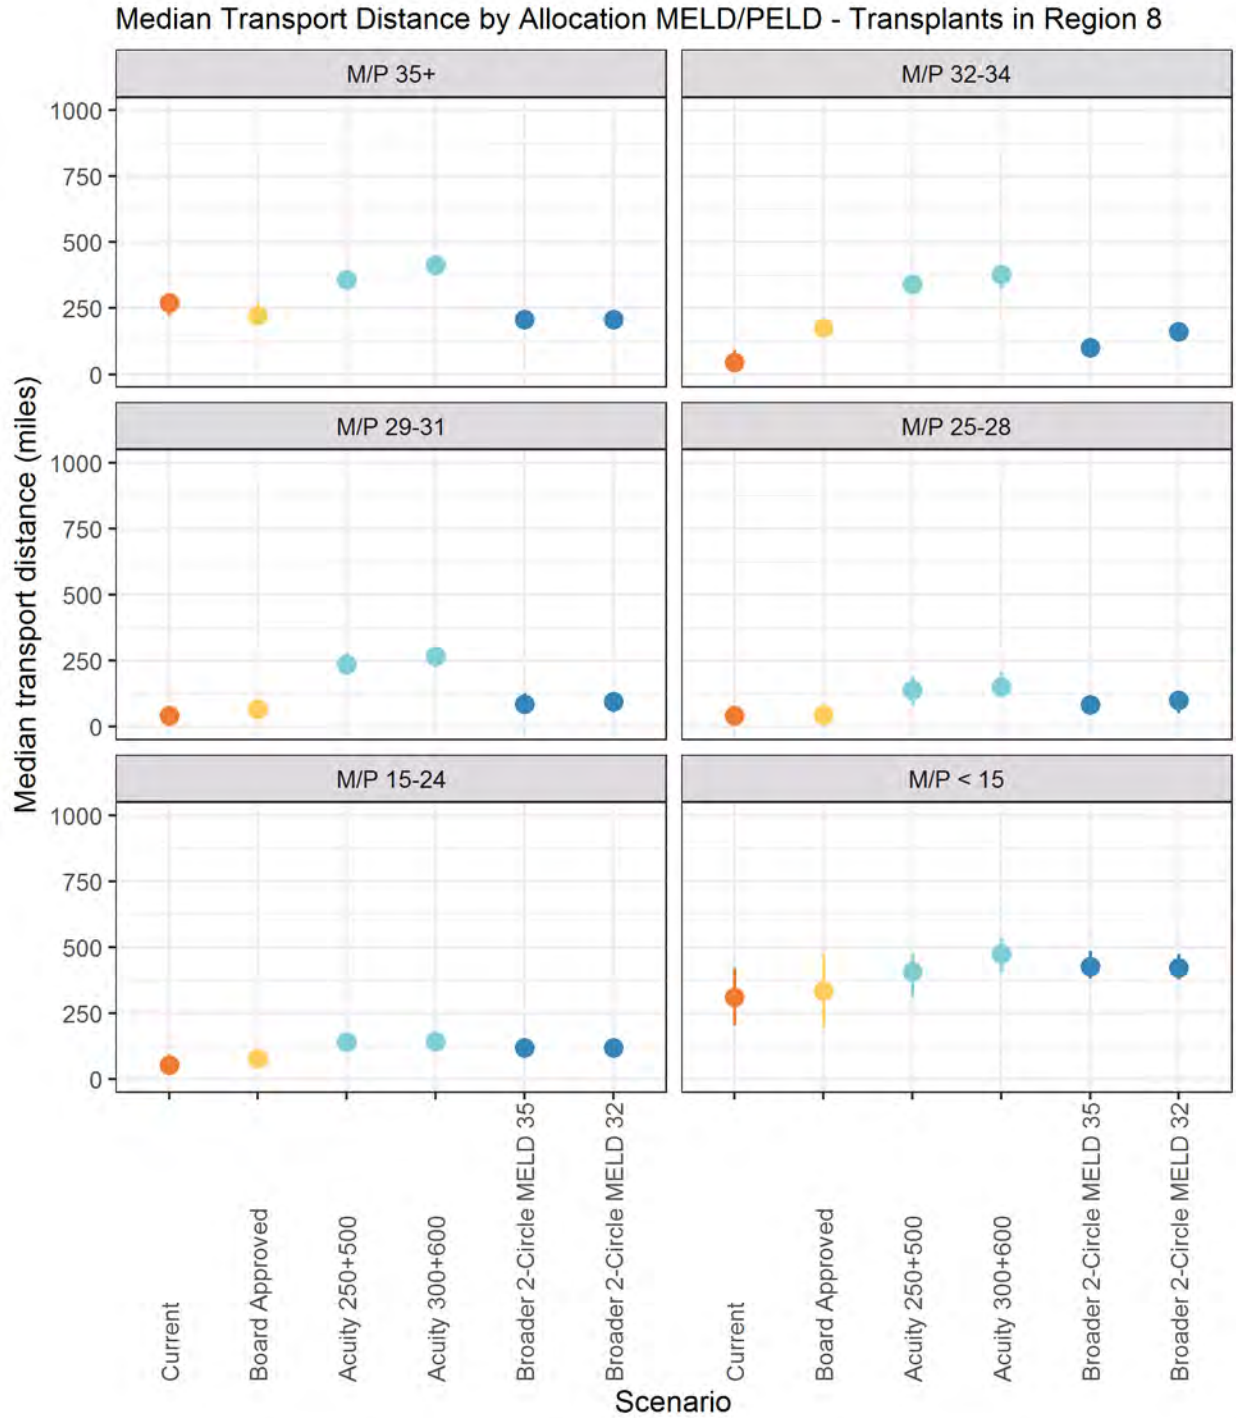 Median Transport Distance by Allocation MELD/PELD - Transplants in Region 8
M/P 35+
M/P 32-34
1000
750
500
250
0
M/P 29-31
M/P 25-28
1000
750
500
250
0
M/P 15-24
M/P < 15
1000
750
500
250
0
Median transport distance (miles)
Current
Board Approved
Acuity 250+500
Acuity 300+600
Broader 2-Circle MELD 35
Broader 2-Circle MELD 32
Current
Board Approved
Acuity 250+500
Acuity 300+600
Broader 2-Circle MELD 35
Broader 2-Circle MELD 32
Scenario